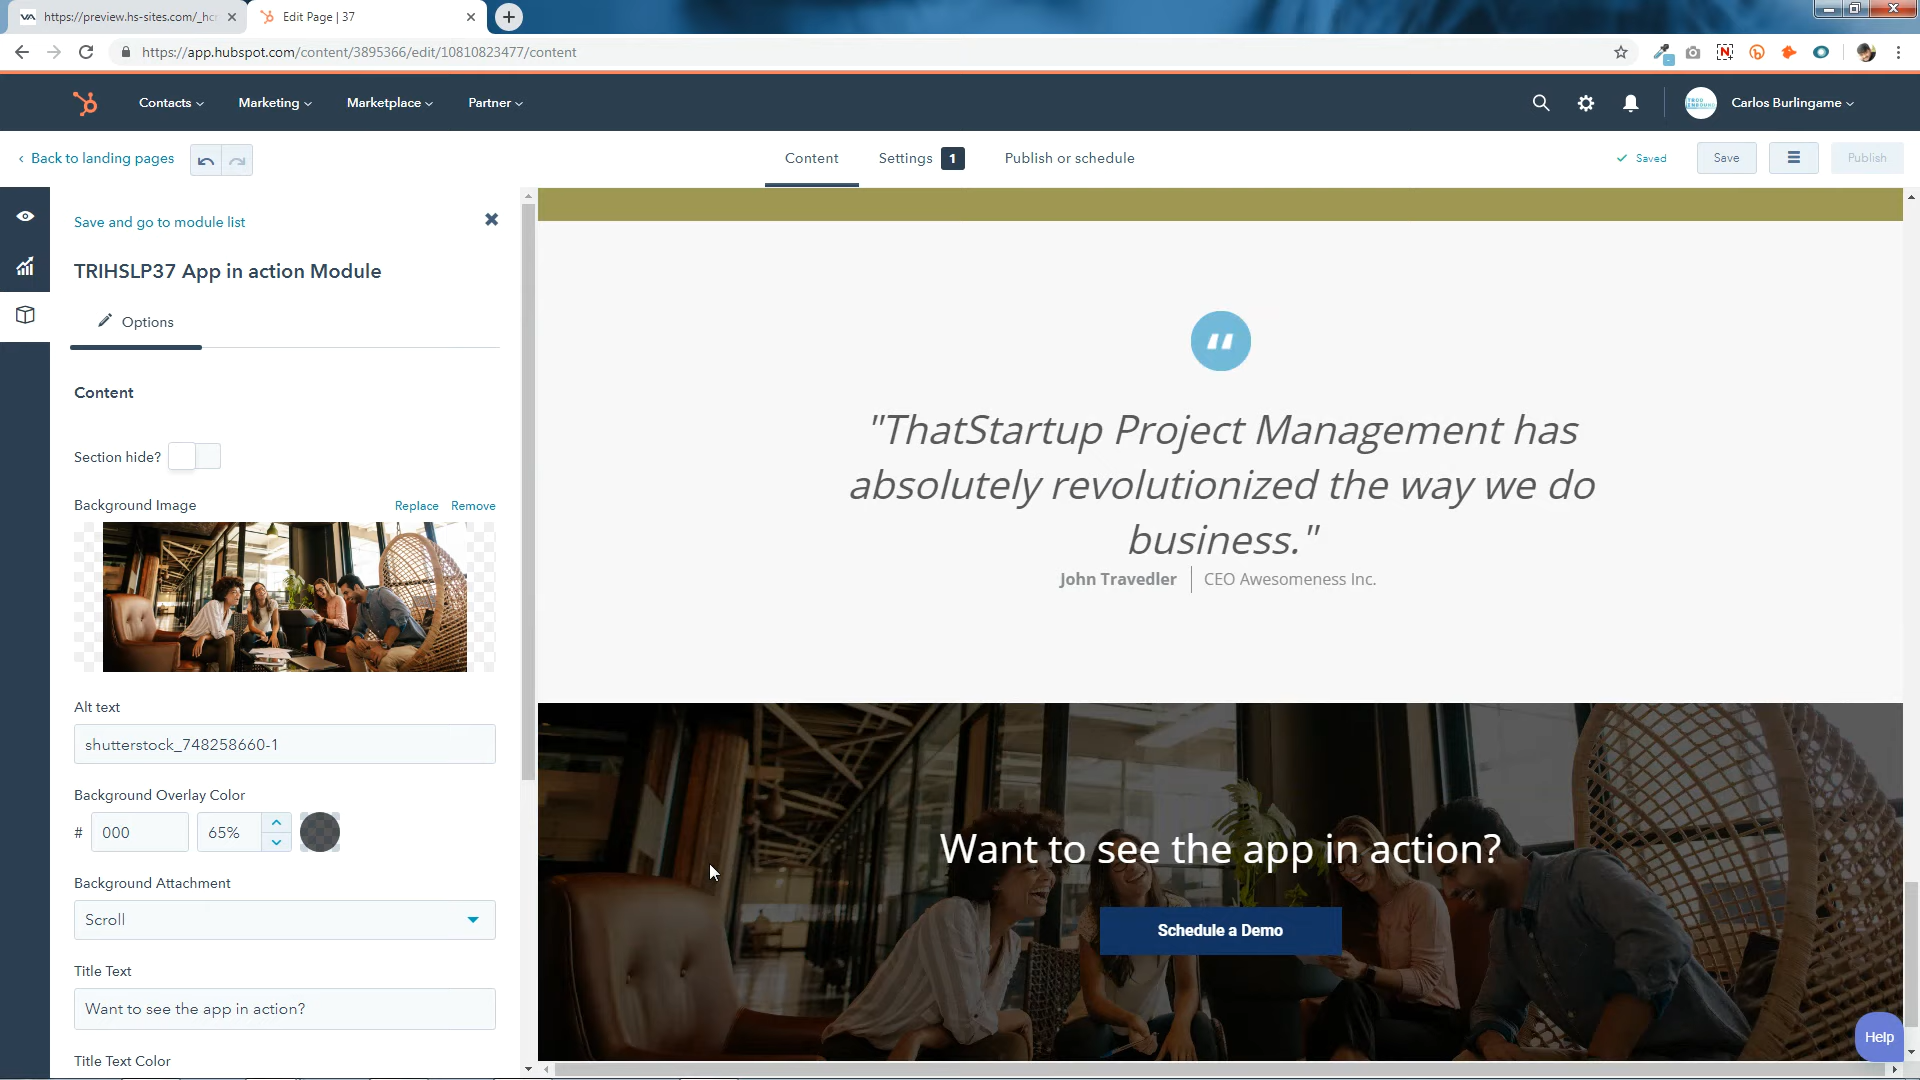 https://preview.hs-sites.com/_hc
Edit Page | 37
https://app.hubspot.com/content/3895366/edit/10810823477/content
Contacts
Marketing
Marketplace
Partner
Carlos Burlingame
Back to landing pages
Content
Settings 1
Publish or schedule
Saved
Save
Publish
Save and go to module list
TRIHSLP37 App in action Module
Options
Content
Section hide?
Background Image
Replace Remove
Alt text
shutterstock_748258660-1
Background Overlay Color
# 000 65%
Background Attachment
Scroll
Title Text
Want to see the app in action?
Title Text Color
"ThatStartup Project Management has
absolutely revolutionized the way we do
business."
John Travedler CEO Awesomeness Inc.
Want to see the app in action?
Schedule a Demo
Help